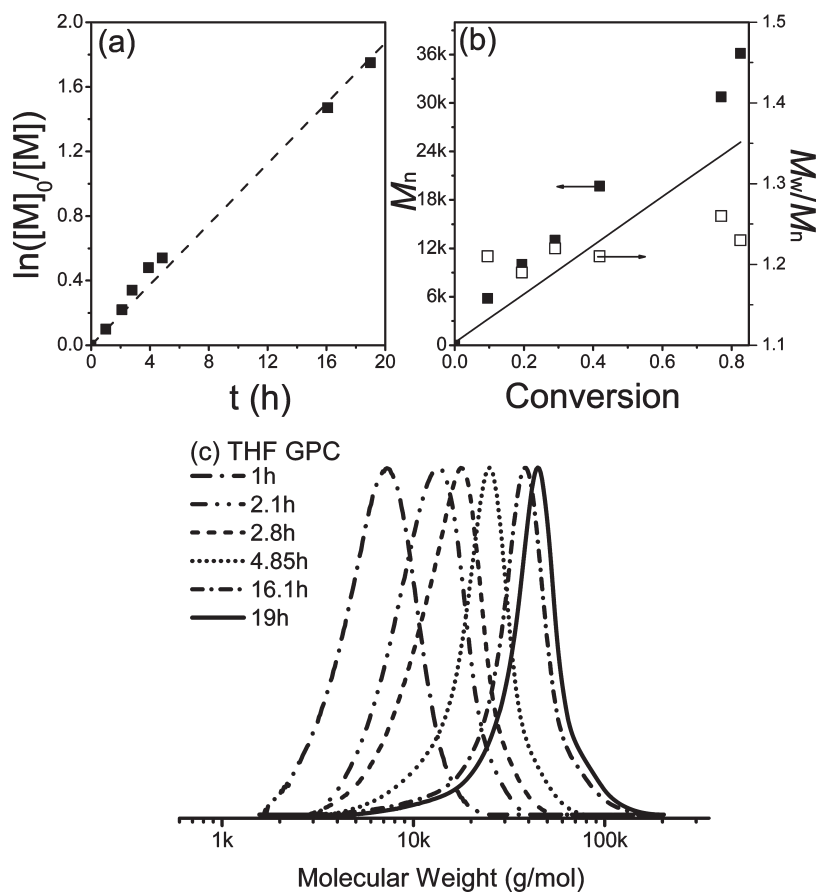 (a)
2.0
1.6
1.2
0.8
0.4
0.0
0 4 8 12 16 20
t (h)
ln([M]0/[M])
(b)
36k
30k
24k
18k
12k
6k
0
0.0 0.2 0.4 0.6 0.8
Conversion
Mn
1.5
1.4
1.3
1.2
1.1
Mw/Mn
(c) THF GPC
1h
2.1h
2.8h
4.85h
16.1h
19h
1k 10k 100k
Molecular Weight (g/mol)